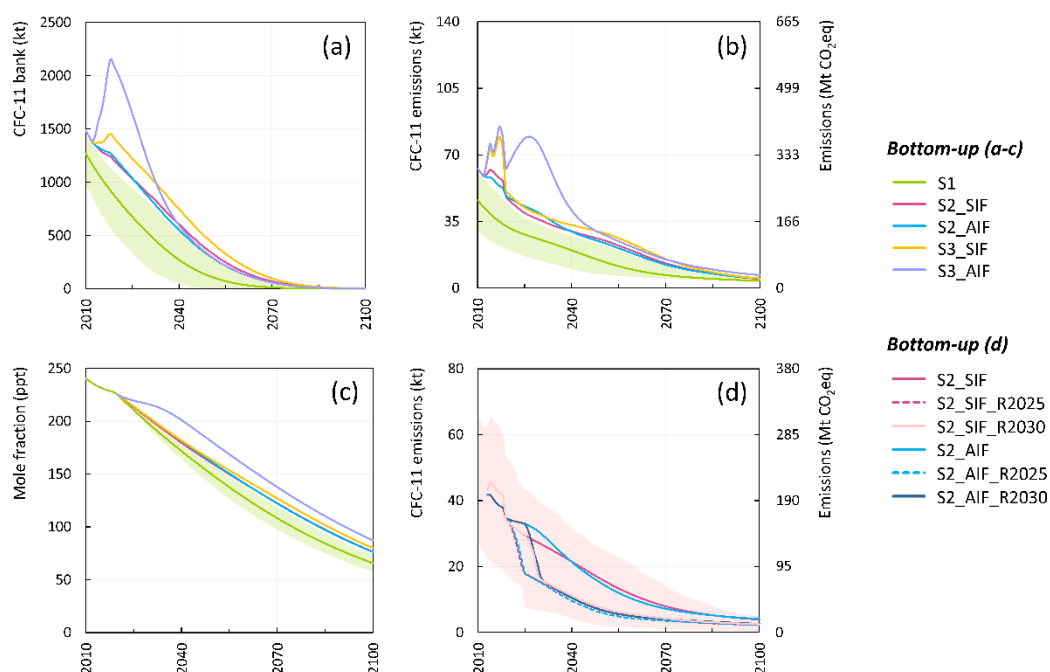 (a)
CFC-11 bank (kt)
2500
2000
1500
1000
500
0
2010
2040
2070
2100
(b)
CFC-11 emissions (kt)
140
105
70
35
0
Emissions (Mt CO₂eq)
665
499
333
166
0
2010
2040
2070
2100
(c)
Mole fraction (ppt)
250
200
150
100
50
0
2010
2040
2070
2100
(d)
CFC-11 emissions (kt)
80
60
40
20
0
Emissions (Mt CO₂eq)
380
285
190
95
0
2010
2040
2070
2100
Bottom-up (a-c)
S1
S2_SIF
S2_AIF
S3_SIF
S3_AIF
Bottom-up (d)
S2_SIF
S2_SIF_R2025
S2_SIF_R2030
S2_AIF
S2_AIF_R2025
S2_AIF_R2030